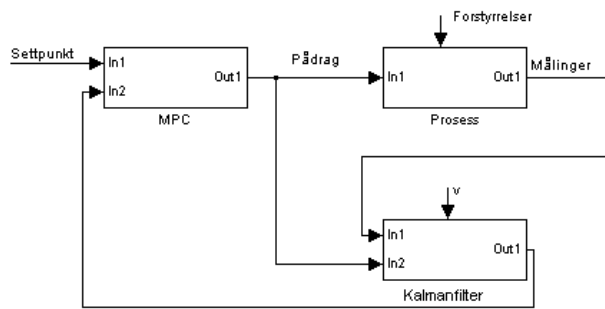 Forstyrrelser
Settpunkt
In1
In2
Out1
MPC
Pådrag
In1
Out1
Prosess
Målinger
v
In1
In2
Out1
Kalmanfilter